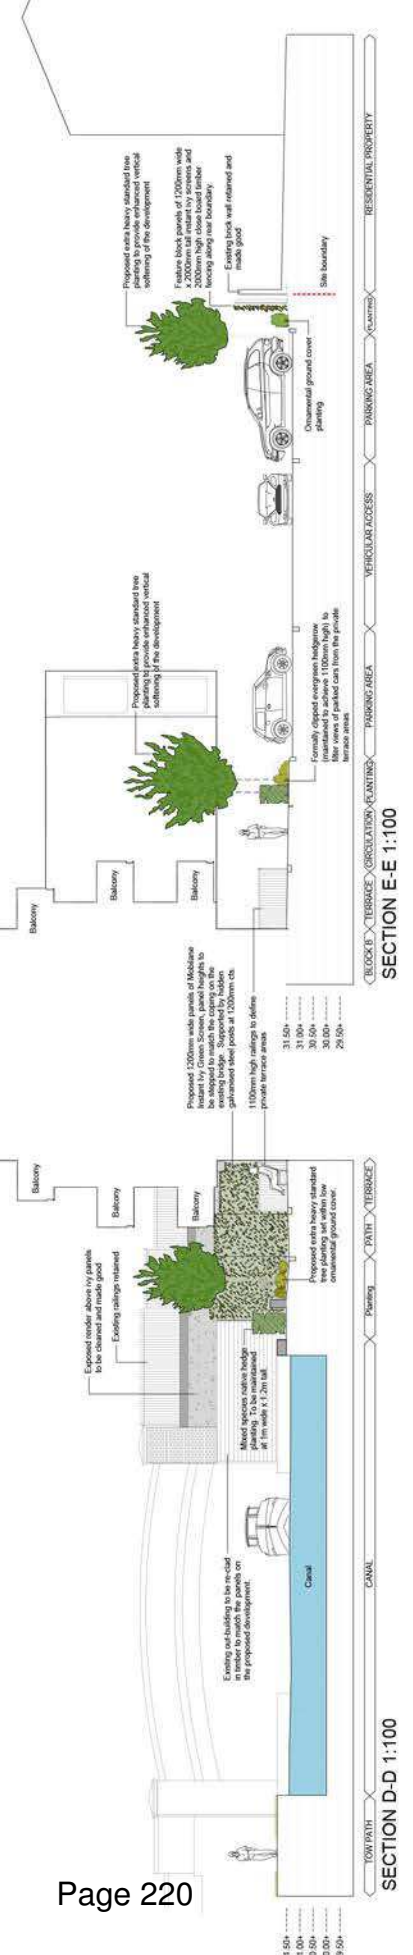 Proposed extra heavy standard tree
planting to provide enhanced vertical
softening of the development
Feature block panels of 1200mm wide
x 2000mm tall instant ivy screens and
2000mm high close board timber
fencing along rear boundary.
Existing brick wall retained and
made good
Site boundary
Ornamental ground cover
planting.
Proposed extra heavy standard tree
planting to provide enhanced vertical
softening of the development
Formally clipped evergreen hedgerow
(maintained to achieve 1100mm high) to
filter views of parked cars from the private
terrace areas
Balcony
Balcony
Balcony
Proposed 1200mm wide panels of Mobilane
Instant Ivy Green Screen, panel heights to
be stepped to match the coping on the
existing bridge. Supported by hidden
galvanised steel posts at 1200mm cts.
1100mm high railings to define
private terrace areas
31.50+
31.00+
30.50+
30.00+
29.50+
BLOCK B
TERRACE
CIRCULATION
PLANTING
PARKING AREA
VEHICULAR ACCESS
PARKING AREA
PLANTING
RESIDENTIAL PROPERTY
SECTION E-E 1:100
Balcony
Balcony
Balcony
Exposed render above ivy panels
to be cleaned and made good
Existing railings retained
Mixed species native hedge
planting. To be maintained
at 1m wide x 1.2m tall.
Proposed extra heavy standard
tree planting set within low
ornamental ground cover.
Existing out-building to be re-clad
in timber to match the panels on
the proposed development.
Canal
TOW PATH
CANAL
Planting
PATH
TERRACE
SECTION D-D 1:100
Page 220